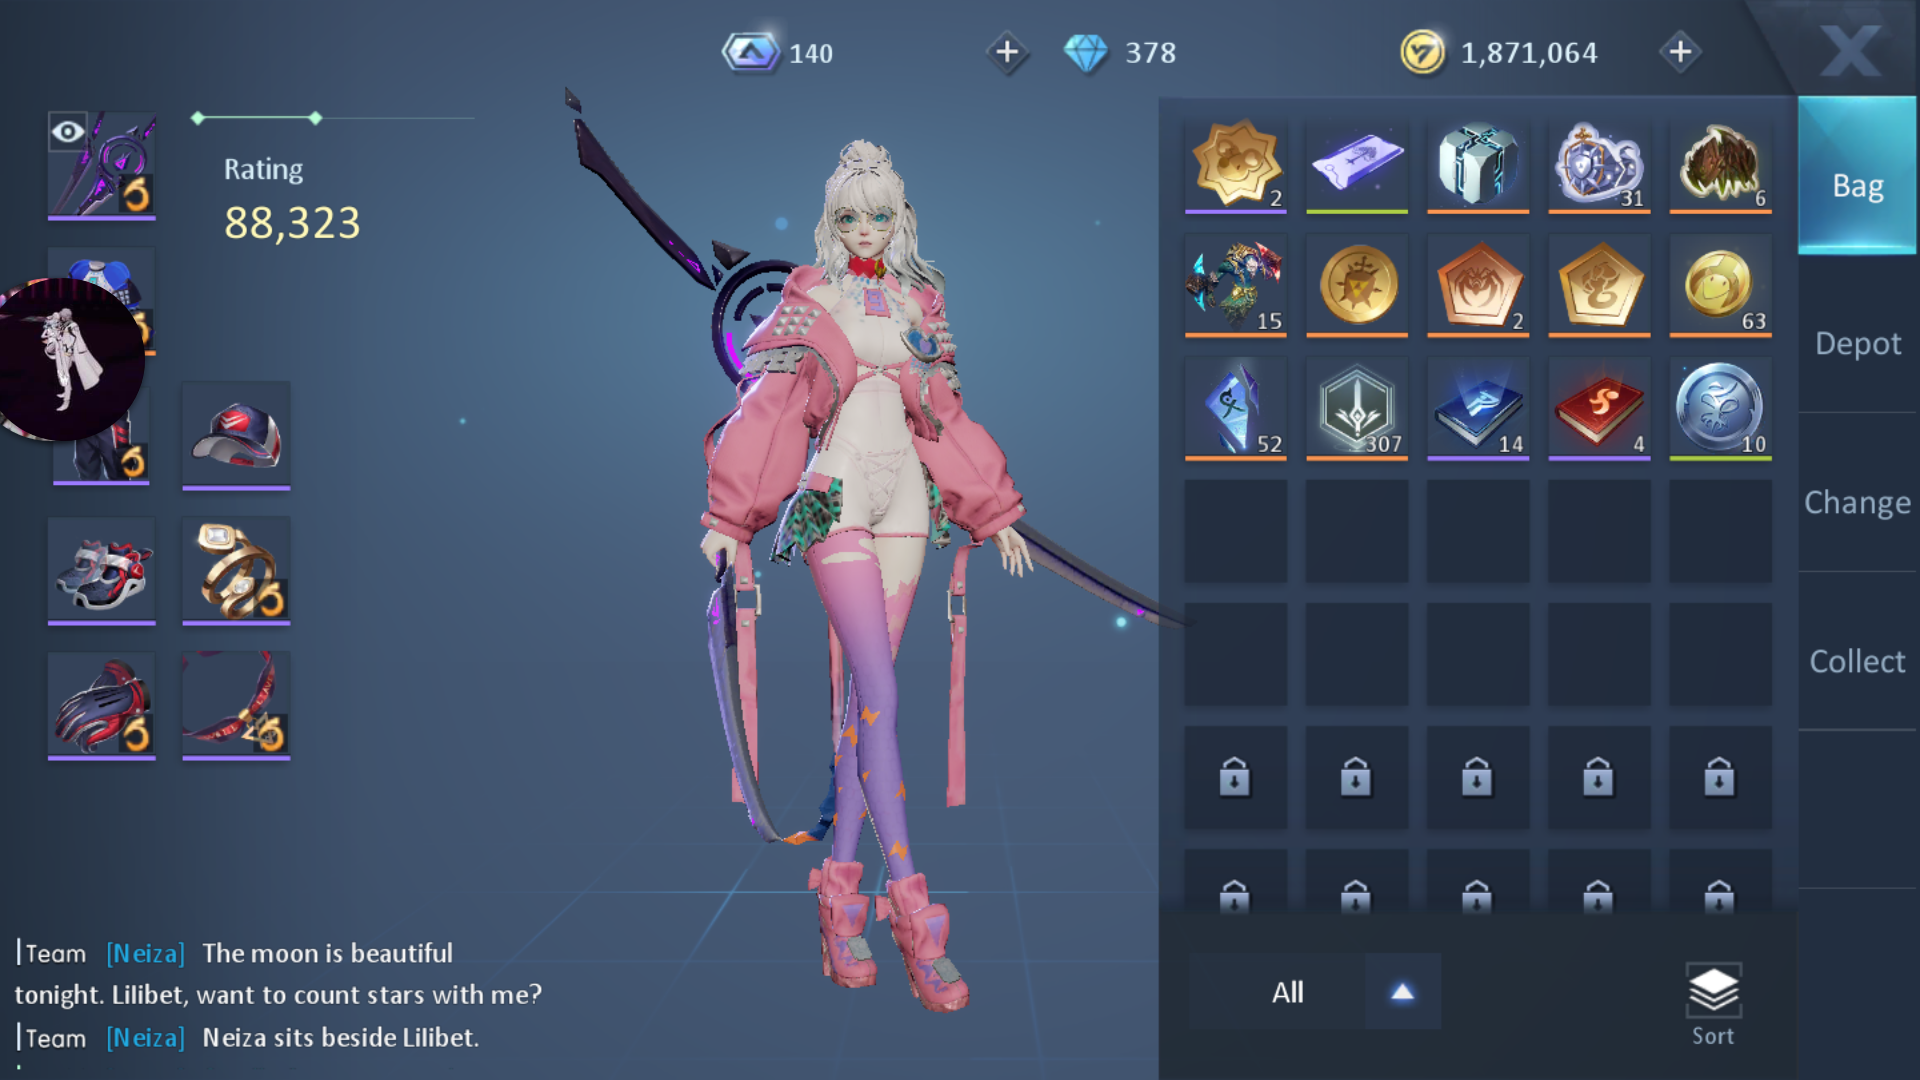 140
378
1,871,064
Rating
88,323
2
31
6
15
2
63
52
307
14
4
10
Bag
Depot
Change
Collect
All
Sort
Team [Neiza] The moon is beautiful
tonight. Lilibet, want to count stars with me?
Team [Neiza] Neiza sits beside Lilibet.